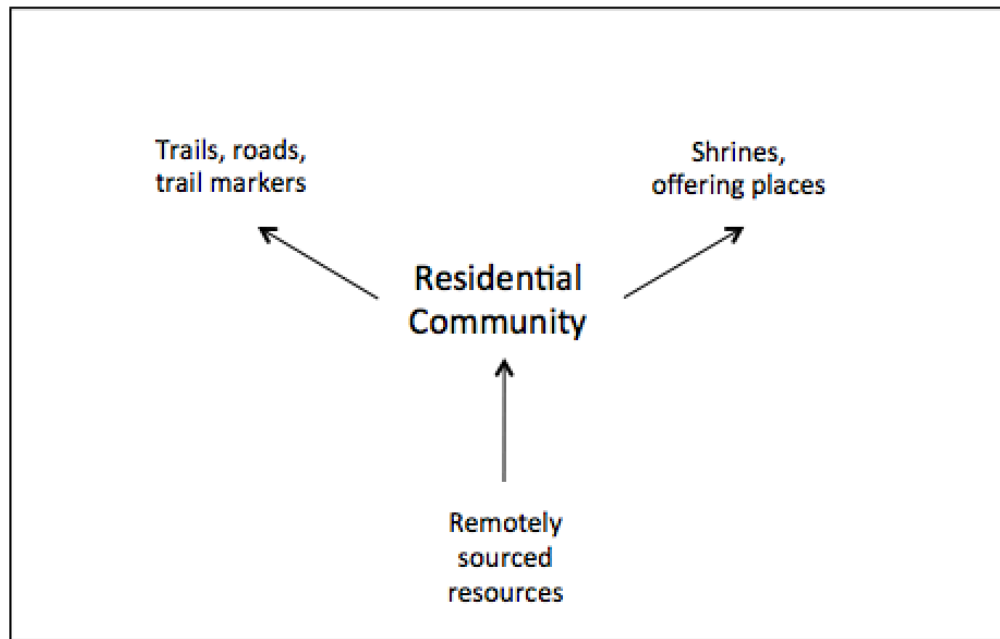 Trails, roads,
trail markers
Shrines,
offering places
Residential
Community
Remotely
sourced
resources